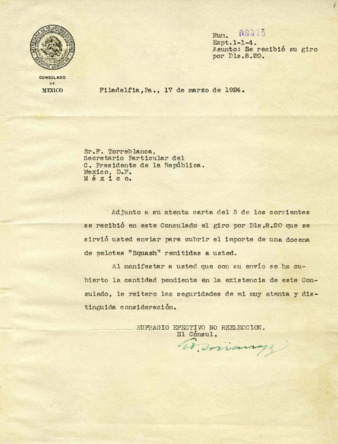 Num.
Expt.1-1-4.
Asunto: Se recibió su giro
por Dls.8.20.
CONSULADO
DE
MEXICO
Filadelfia,Pa., 17 de marzo de 1924.
Sr.F. Torreblanca,
Secretario Particular del
C. Presidente de la República.
Mexico, D.F.
México.
Adjunto a su atenta carta del 5 de los corrientes
se recibió en este Consulado el giro por Dls.8.20 que se
sirvió usted enviar para cubrir el importe de una docena
de pelotas "Squash" remitidas a usted.
Al manifestar a usted que con su envío se ha cu-
bierto la cantidad pendiente en la existencia de este Con-
sulado, le reitero las seguridades de mi muy atenta y dis-
tinguida consideración.
SUFRAGIO EFECTIVO NO REELECCION.
El Cónsul.